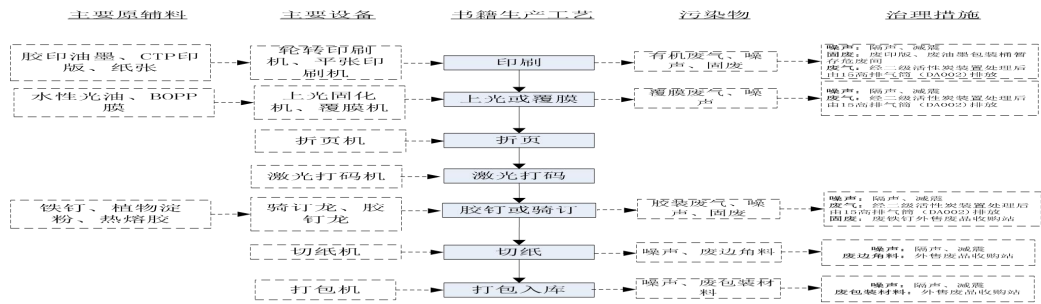 主要原辅料
主要设备
书籍生产工艺
污染物
治理措施
胶印油墨、CTP印
版、纸张
轮转印刷
机、平张印
刷机
印刷
有机废气、噪
声、固废
噪声：隔声、减震
固废：废印版、废油墨包装桶暂
存危废间
废气：经二级活性炭装置处理后
由15高排气筒（DA002）排放
水性光油、BOPP
膜
上光固化
机、覆膜机
上光或覆膜
覆膜废气、噪
声
噪声：隔声、减震
废气：经二级活性炭装置处理后
由15高排气筒（DA002）排放
折页机
折页
激光打码机
激光打码
铁钉、植物淀
粉、热熔胶
骑订龙、胶
钉龙
胶钉或骑订
胶装废气、噪
声、固废
噪声：隔声、减震
废气：经二级活性炭装置处理后
由15高排气筒（DA002）排放
固废：废铁钉外售废品收购站
切纸机
切纸
噪声、废边角料
噪声：隔声、减震
废边角料：外售废品收购站
打包机
打包入库
噪声、废包装材
料
噪声：隔声、减震
废包装材料：外售废品收购站